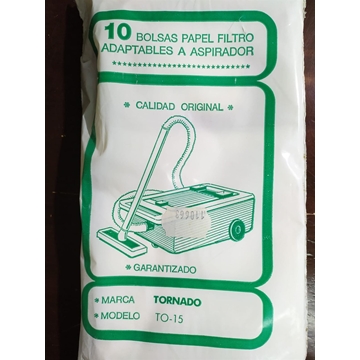 10 BOLSAS PAPEL FILTRO
ADAPTABLES A ASPIRADOR
********************
* CALIDAD ORIGINAL *
* GARANTIZADO
* MARCA TORNADO
* MODELO TO-15